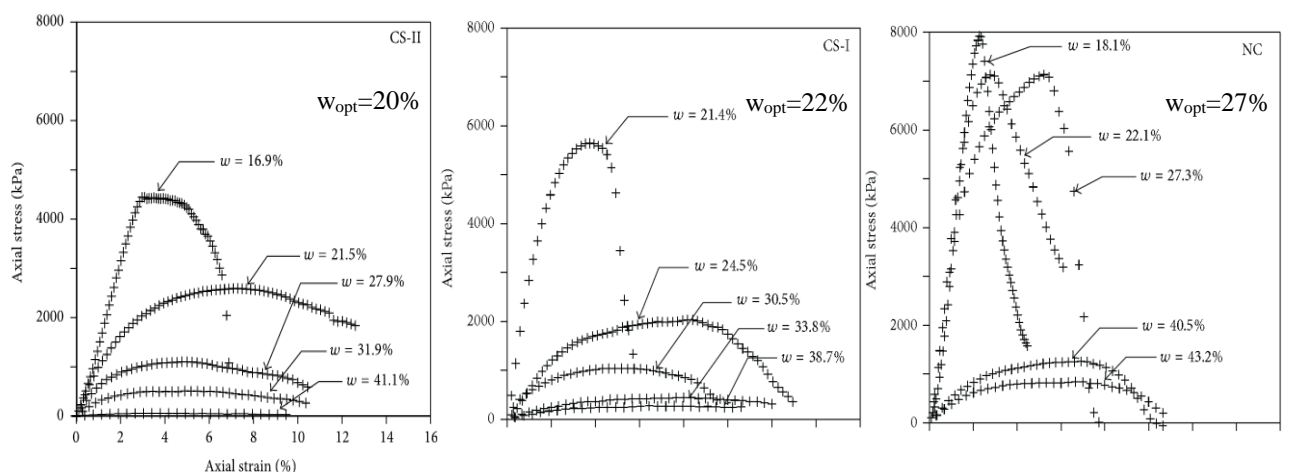 8000
6000
4000
2000
0
Axial stress (kPa)
CS-II
w_opt=20%
w = 16.9%
w = 21.5%
w = 27.9%
w = 31.9%
w = 41.1%
0 2 4 6 8 10 12 14 16
Axial strain (%)
8000
6000
4000
2000
0
Axial stress (kPa)
CS-I
w_opt=22%
w = 21.4%
w = 24.5%
w = 30.5%
w = 33.8%
w = 38.7%
8000
6000
4000
2000
0
Axial stress (kPa)
NC
w = 18.1%
w_opt=27%
w = 22.1%
w = 27.3%
w = 40.5%
w = 43.2%